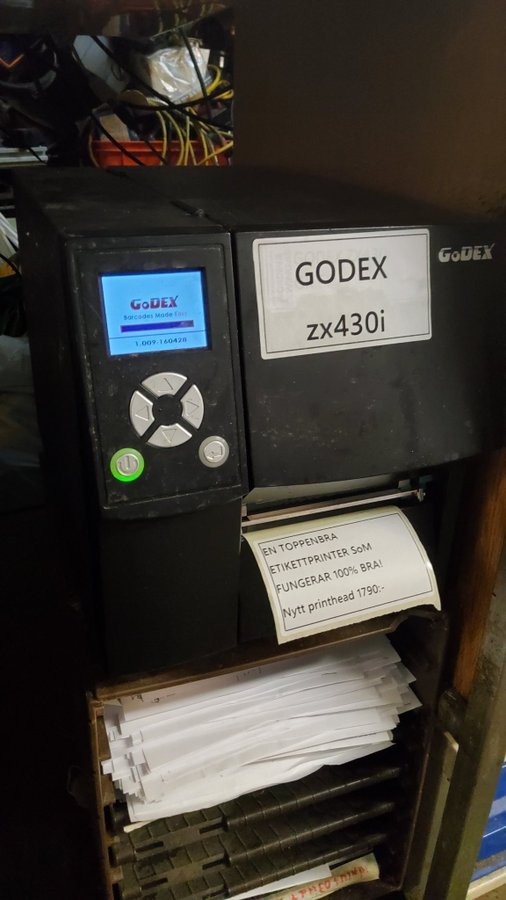 GODEX
zx430i
GoDEX
GoDEX
Barcodes Made Easy
1.009-160428
EN TOPPENBRA
ETIKETTPRINTER SoM
FUNGERAR 100% BRA!
Nytt printhead 1790:-